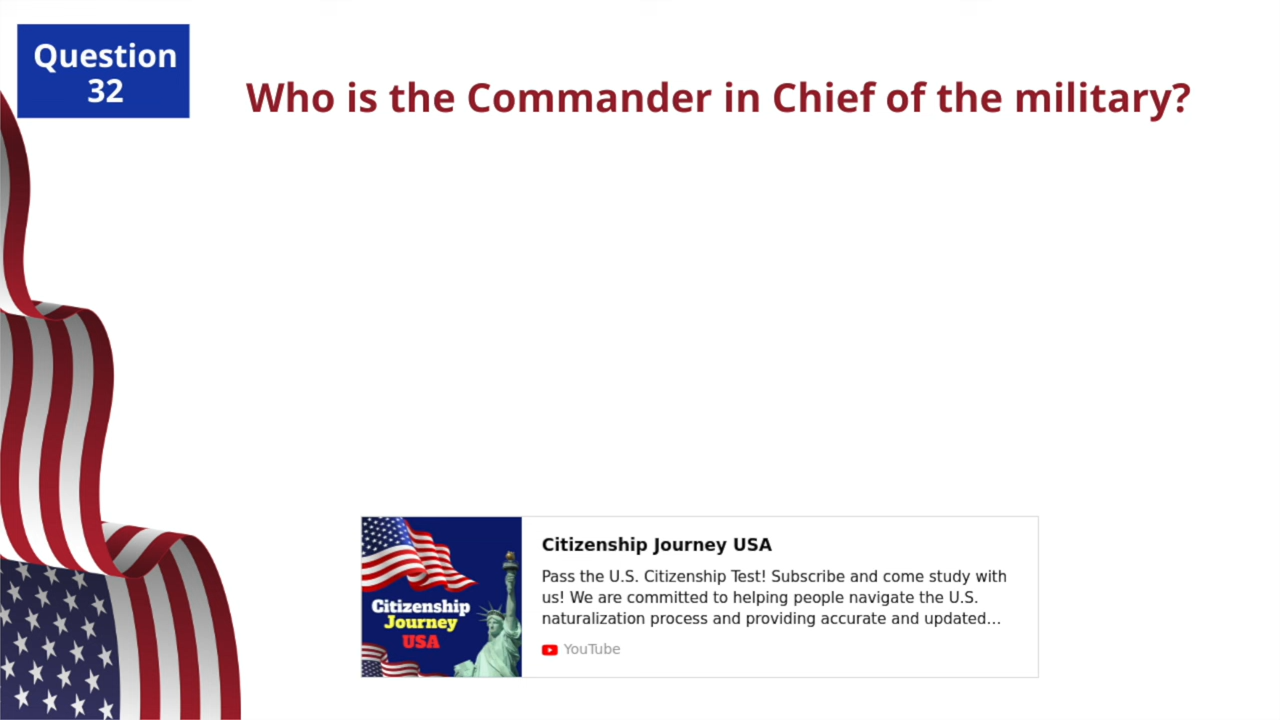 Question
32
Who is the Commander in Chief of the military?
Citizenship
Journey
USA
Citizenship Journey USA
Pass the U.S. Citizenship Test! Subscribe and come study with
us! We are committed to helping people navigate the U.S.
naturalization process and providing accurate and updated...
YouTube